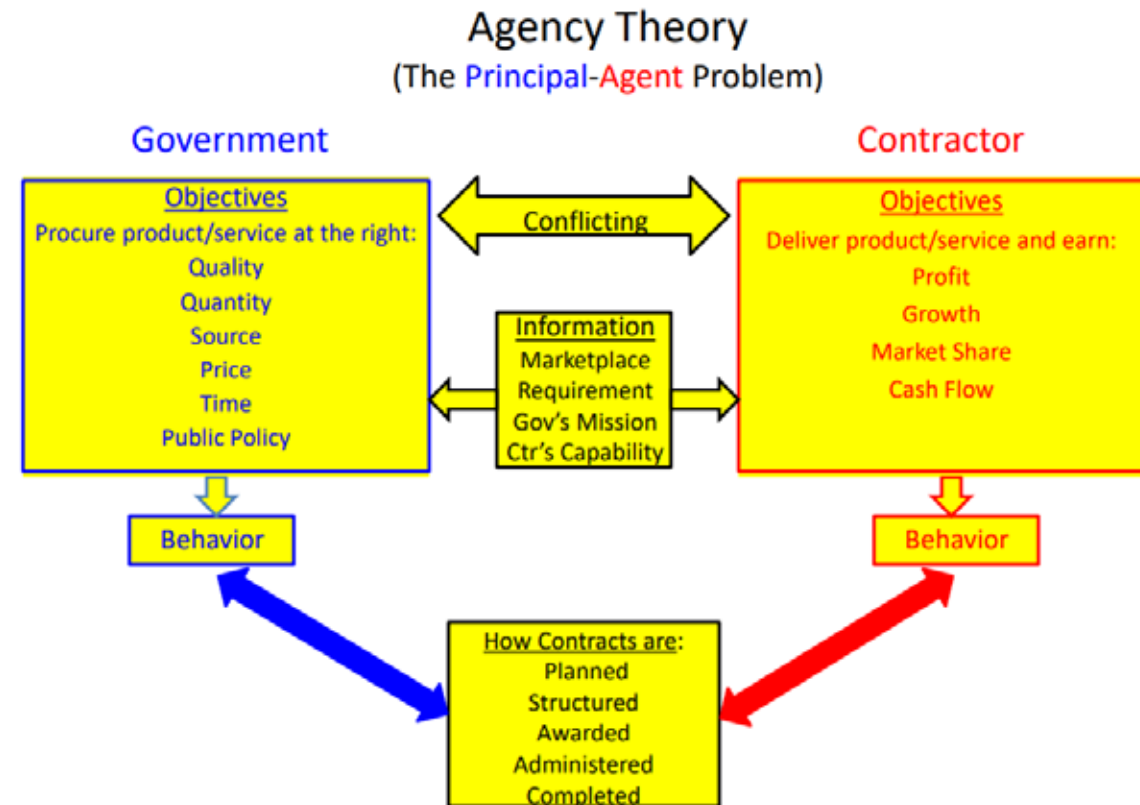 Agency Theory
(The Principal-Agent Problem)
Government
Contractor
Objectives
Procure product/service at the right:
Quality
Quantity
Source
Price
Time
Public Policy
Conflicting
Information
Marketplace
Requirement
Gov's Mission
Ctr's Capability
Objectives
Deliver product/service and earn:
Profit
Growth
Market Share
Cash Flow
Behavior
Behavior
How Contracts are:
Planned
Structured
Awarded
Administered
Completed